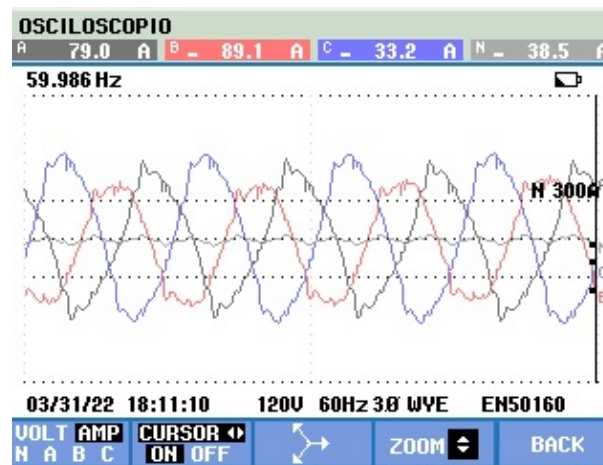 OSCILOSCOPIO
A 79.0 A B - 89.1 A C - 33.2 A N - 38.5 A
59.986 Hz
N 300A
03/31/22 18:11:10 120V 60Hz 3Ø WYE EN50160
VOLT AMP CURSOR ZOOM BACK
N A B C ON OFF